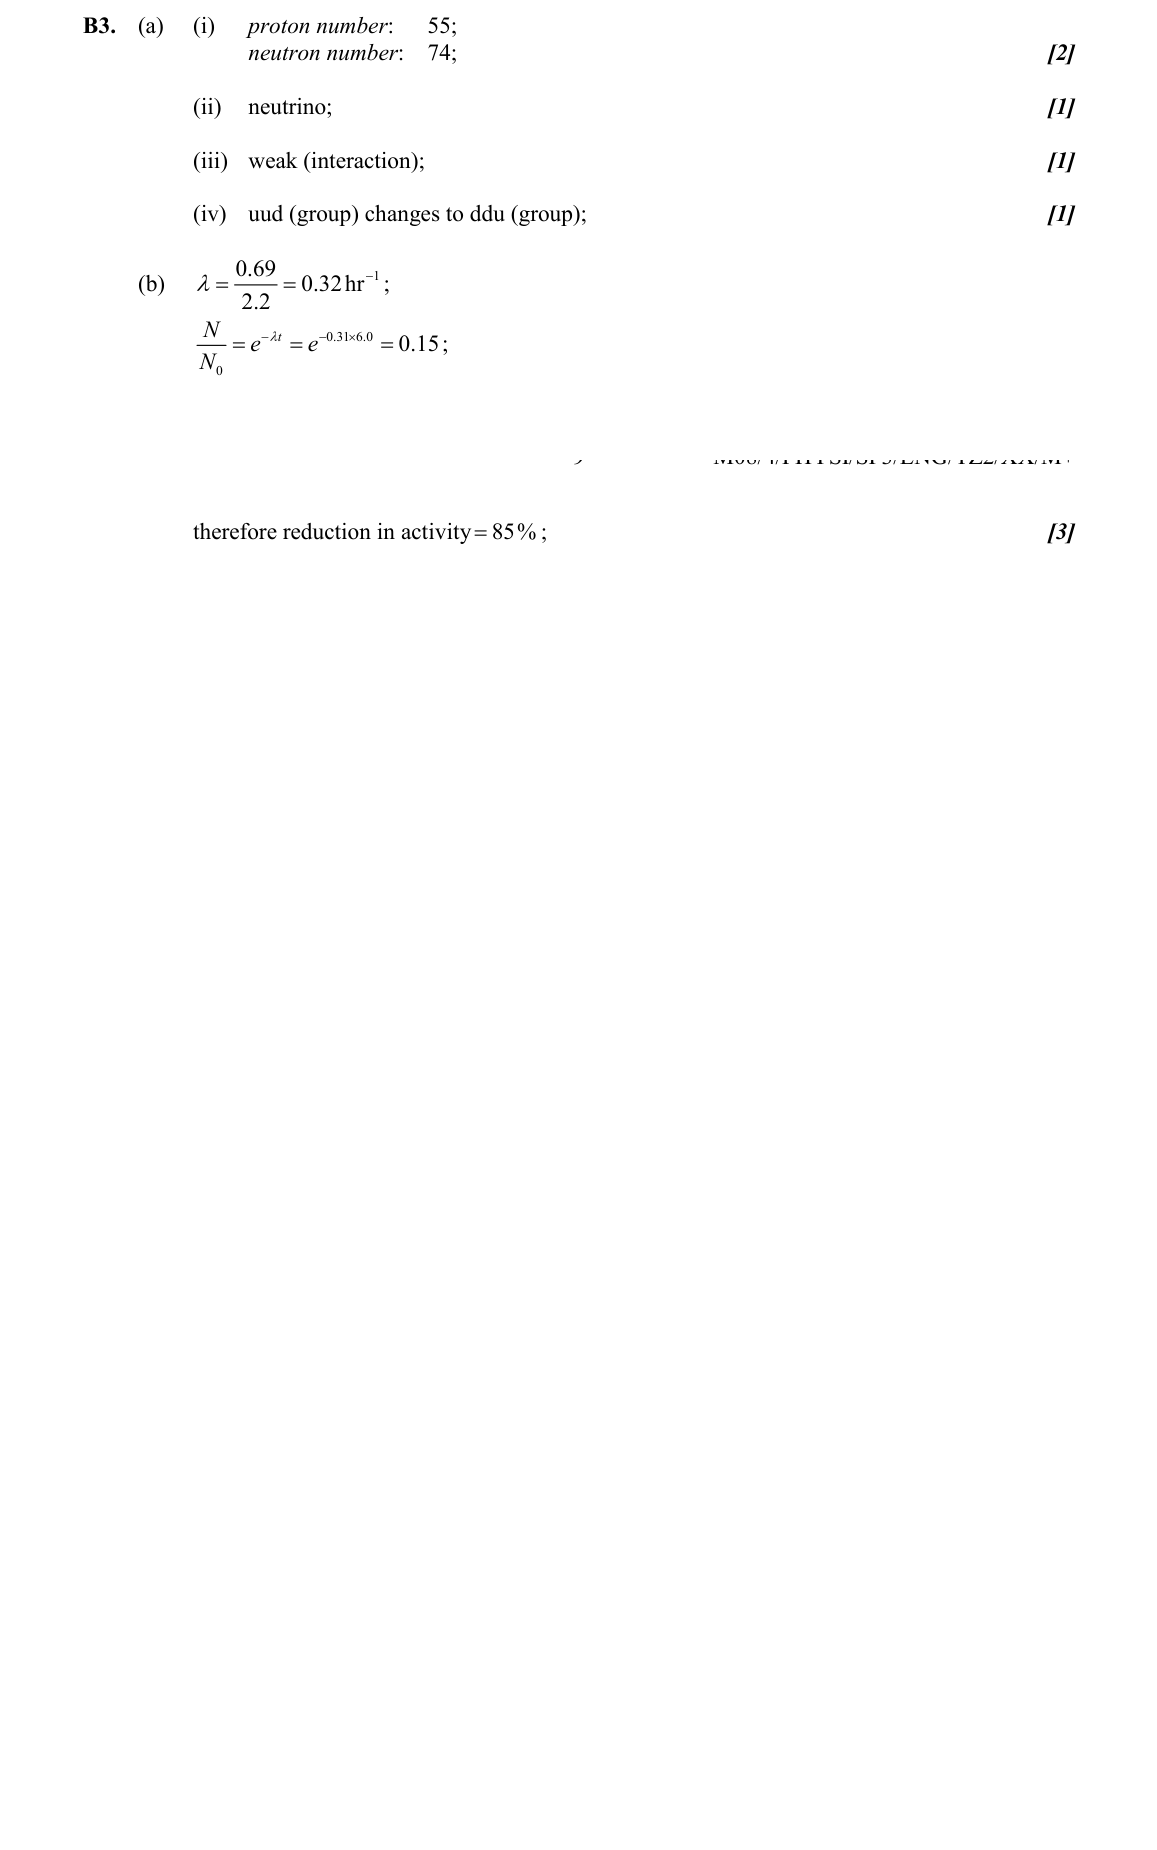 B3. (a) (i) proton number: 55;
neutron number: 74; [2]
(ii) neutrino; [1]
(iii) weak (interaction); [1]
(iv) uud (group) changes to ddu (group); [1]
(b) λ = 0.69/2.2 = 0.32 hr⁻¹;
N/N₀ = e^(−λt) = e^(−0.31×6.0) = 0.15;
therefore reduction in activity = 85%; [3]